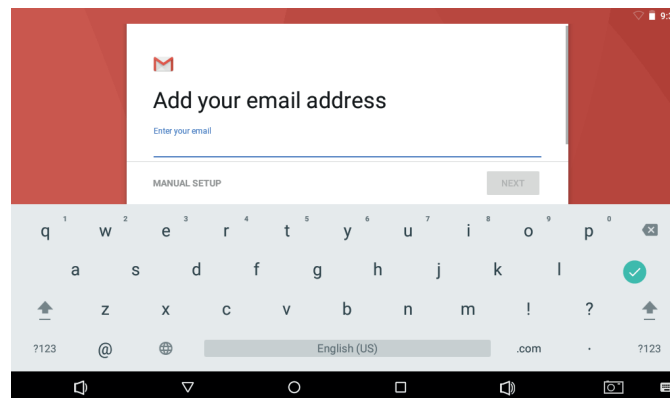 9:
Add your email address
Enter your email
MANUAL SETUP NEXT
q 1 w 2 e 3 r 4 t 5 y 6 u 7 i 8 o 9 p 0
a s d f g h j k l
z x c v b n m ! ?
?123 @ English (US) .com . ?123